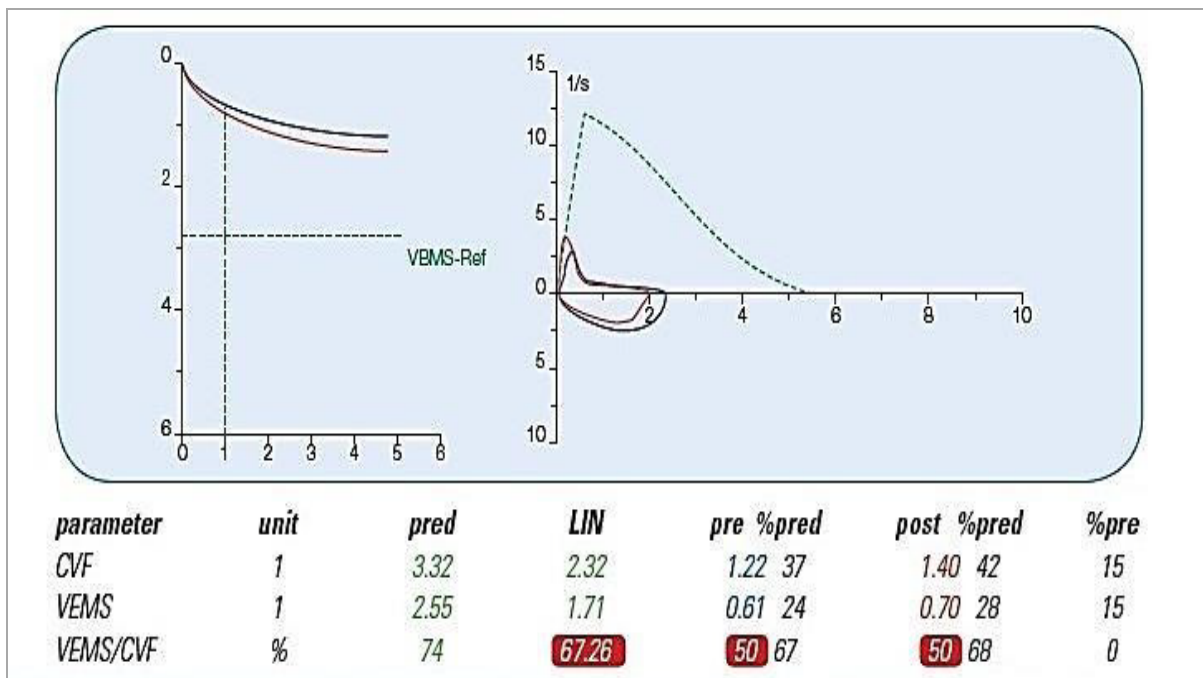 0
2
4
6
0 1 2 3 4 5 6
VBMS-Ref
15
1/s
10
5
0
2 4 6 8 10
5
10
parameter unit pred LIN pre %pred post %pred %pre
CVF 1 3.32 2.32 1.22 37 1.40 42 15
VEMS 1 2.55 1.71 0.61 24 0.70 28 15
VEMS/CVF % 74 67.26 50 67 50 68 0